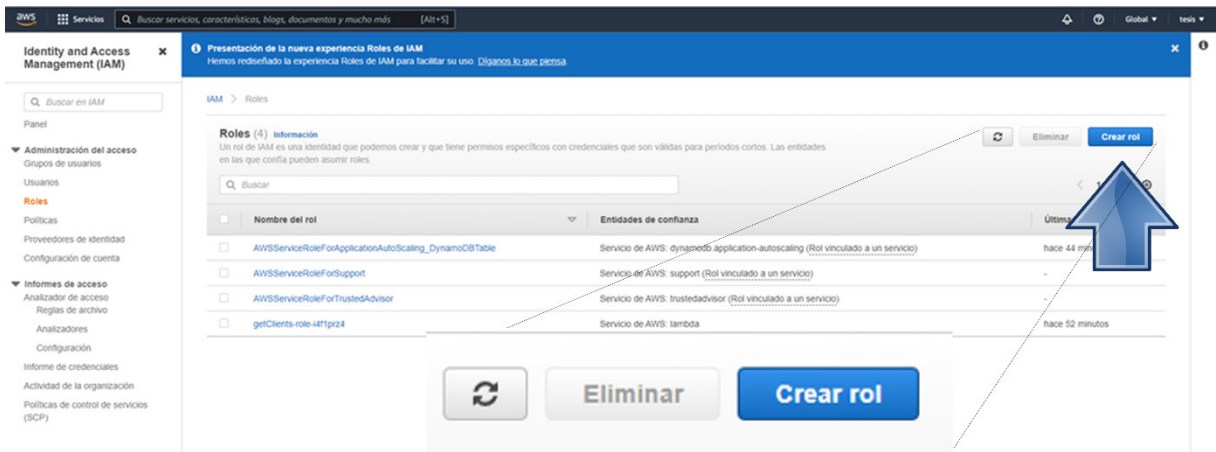 aws
Servicios
Buscar servicios, características, blogs, documentos y mucho más
[Alt+S]
Global
tesis
Identity and Access
Management (IAM)
Buscar en IAM
Panel
Administración del acceso
Grupos de usuarios
Usuarios
Roles
Políticas
Proveedores de identidad
Configuración de cuenta
Informes de acceso
Analizador de acceso
Reglas de archivo
Analizadores
Configuración
Informe de credenciales
Actividad de la organización
Políticas de control de servicios
(SCP)
Presentación de la nueva experiencia Roles de IAM
Hemos rediseñado la experiencia Roles de IAM para facilitar su uso. Díganos lo que piensa.
IAM > Roles
Roles (4) Información
Un rol de IAM es una identidad que podemos crear y que tiene permisos específicos con credenciales que son válidas para períodos cortos. Las entidades
en las que confía pueden asumir roles.
Eliminar
Crear rol
Buscar
1
Nombre del rol
Entidades de confianza
AWSServiceRoleForApplicationAutoScaling_DynamoDBTable
Servicio de AWS: dynamodb application-autoscaling (Rol vinculado a un servicio)
hace 44
AWSServiceRoleForSupport
Servicio de AWS: support (Rol vinculado a un servicio)
-
AWSServiceRoleForTrustedAdvisor
Servicio de AWS: trustedadvisor (Rol vinculado a un servicio)
-
getClients-role-i4f1prz4
Servicio de AWS: lambda
hace 52 minutos
Eliminar
Crear rol